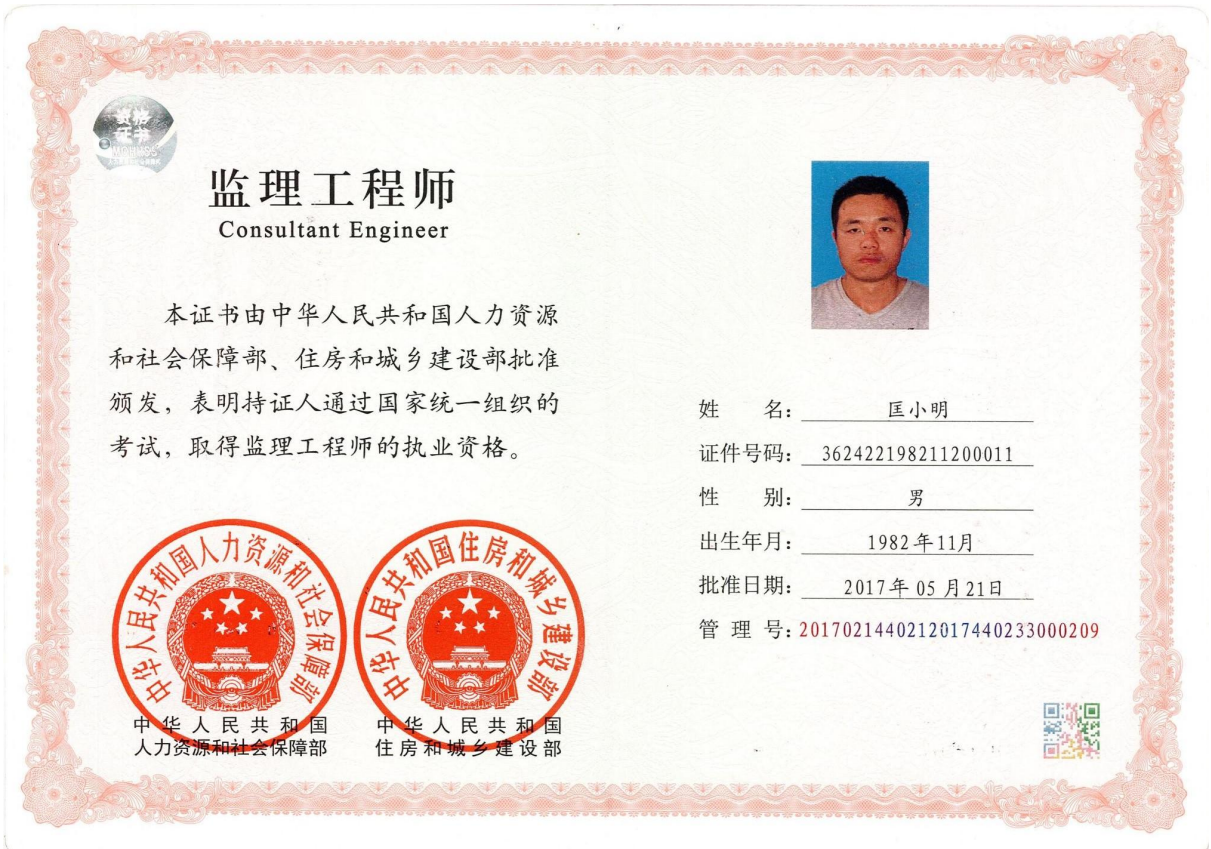 资格
证书
MOHRSS
监理工程师
Consultant Engineer
本证书由中华人民共和国人力资源
和社会保障部、住房和城乡建设部批准
颁发，表明持证人通过国家统一组织的
考试，取得监理工程师的执业资格。
中华人民共和国人力资源和社会保障部
中华人民共和国住房和城乡建设部
中华人民共和国
人力资源和社会保障部
中华人民共和国
住房和城乡建设部
姓 名：匡小明
证件号码：362422198211200011
性 别：男
出生年月：1982年11月
批准日期：2017年05月21日
管 理 号：2017021440212017440233000209